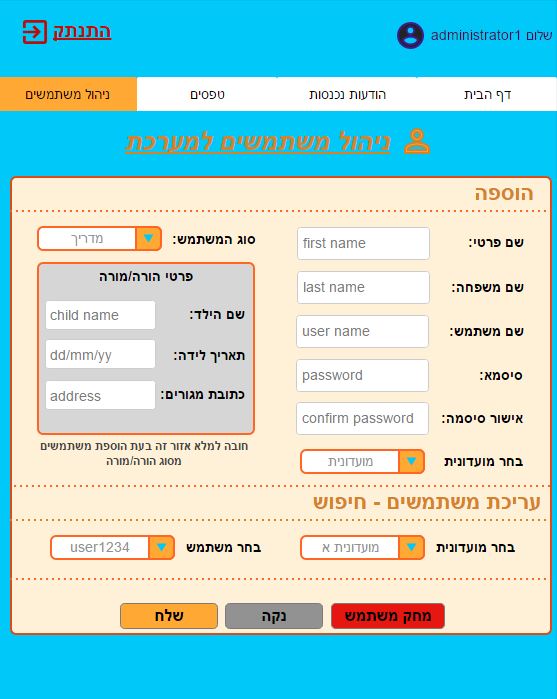 שלום administrator1
התנתק
דף הבית
הודעות נכנסות
טפסים
ניהול משתמשים
ניהול משתמשים למערכת
הוספה
שם פרטי:
first name
שם משפחה:
last name
שם משתמש:
user name
סיסמא:
password
אישור סיסמה:
confirm password
בחר מועדונית
מועדונית
סוג המשתמש:
מדריך
פרטי הורה/מורה
שם הילד:
child name
תאריך לידה:
dd/mm/yy
כתובת מגורים:
address
חובה למלא אזור זה בעת הוספת משתמשים
מסוג הורה/מורה
עריכת משתמשים - חיפוש
בחר מועדונית
מועדונית א
בחר משתמש
user1234
מחק משתמש
נקה
שלח